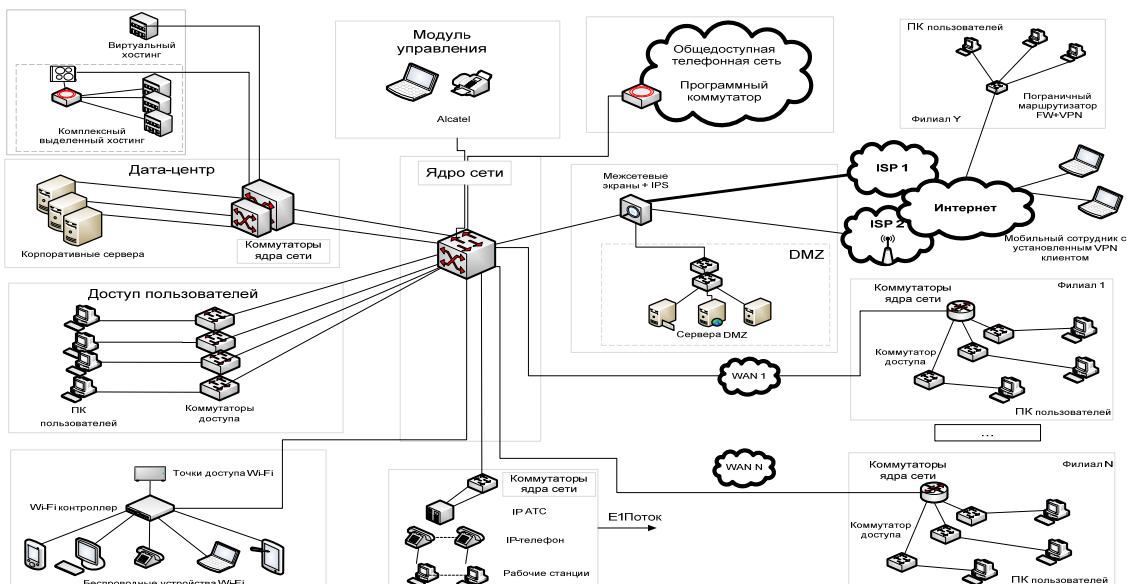 Виртуальный
хостинг
Комплексный
выделенный хостинг
Модуль
управления
Alcatel
Общедоступная
телефонная сеть
Программный
коммутатор
ПК пользователей
Пограничный
маршрутизатор
FW+VPN
Филиал Y
Дата-центр
Корпоративные сервера
Коммутаторы
ядра сети
Ядро сети
Межсетевые
экраны + IPS
ISP 1
ISP 2
Интернет
Мобильный сотрудник с
установленным VPN
клиентом
DMZ
Сервера DMZ
Доступ пользователей
ПК
пользователей
Коммутаторы
доступа
WAN 1
Филиал 1
Коммутаторы
ядра сети
Коммутатор
доступа
ПК пользователей
...
WAN N
Филиал N
Коммутаторы
ядра сети
Коммутатор
доступа
ПК пользователей
Точки доступа Wi-Fi
Wi-Fi контроллер
Беспроводные устройства Wi-Fi
Коммутаторы
ядра сети
IP АТС
IP-телефон
Рабочие станции
E1Поток